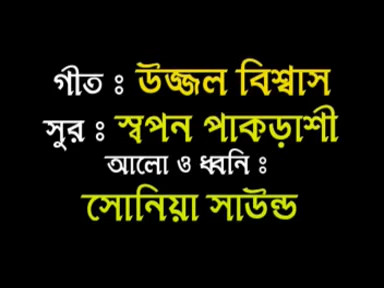 গীত ঃ উজ্জল বিশ্বাস
সুর ঃ স্বপন পাকড়াশী
আলো ও ধ্বনি ঃ
সোনিয়া সাউন্ড